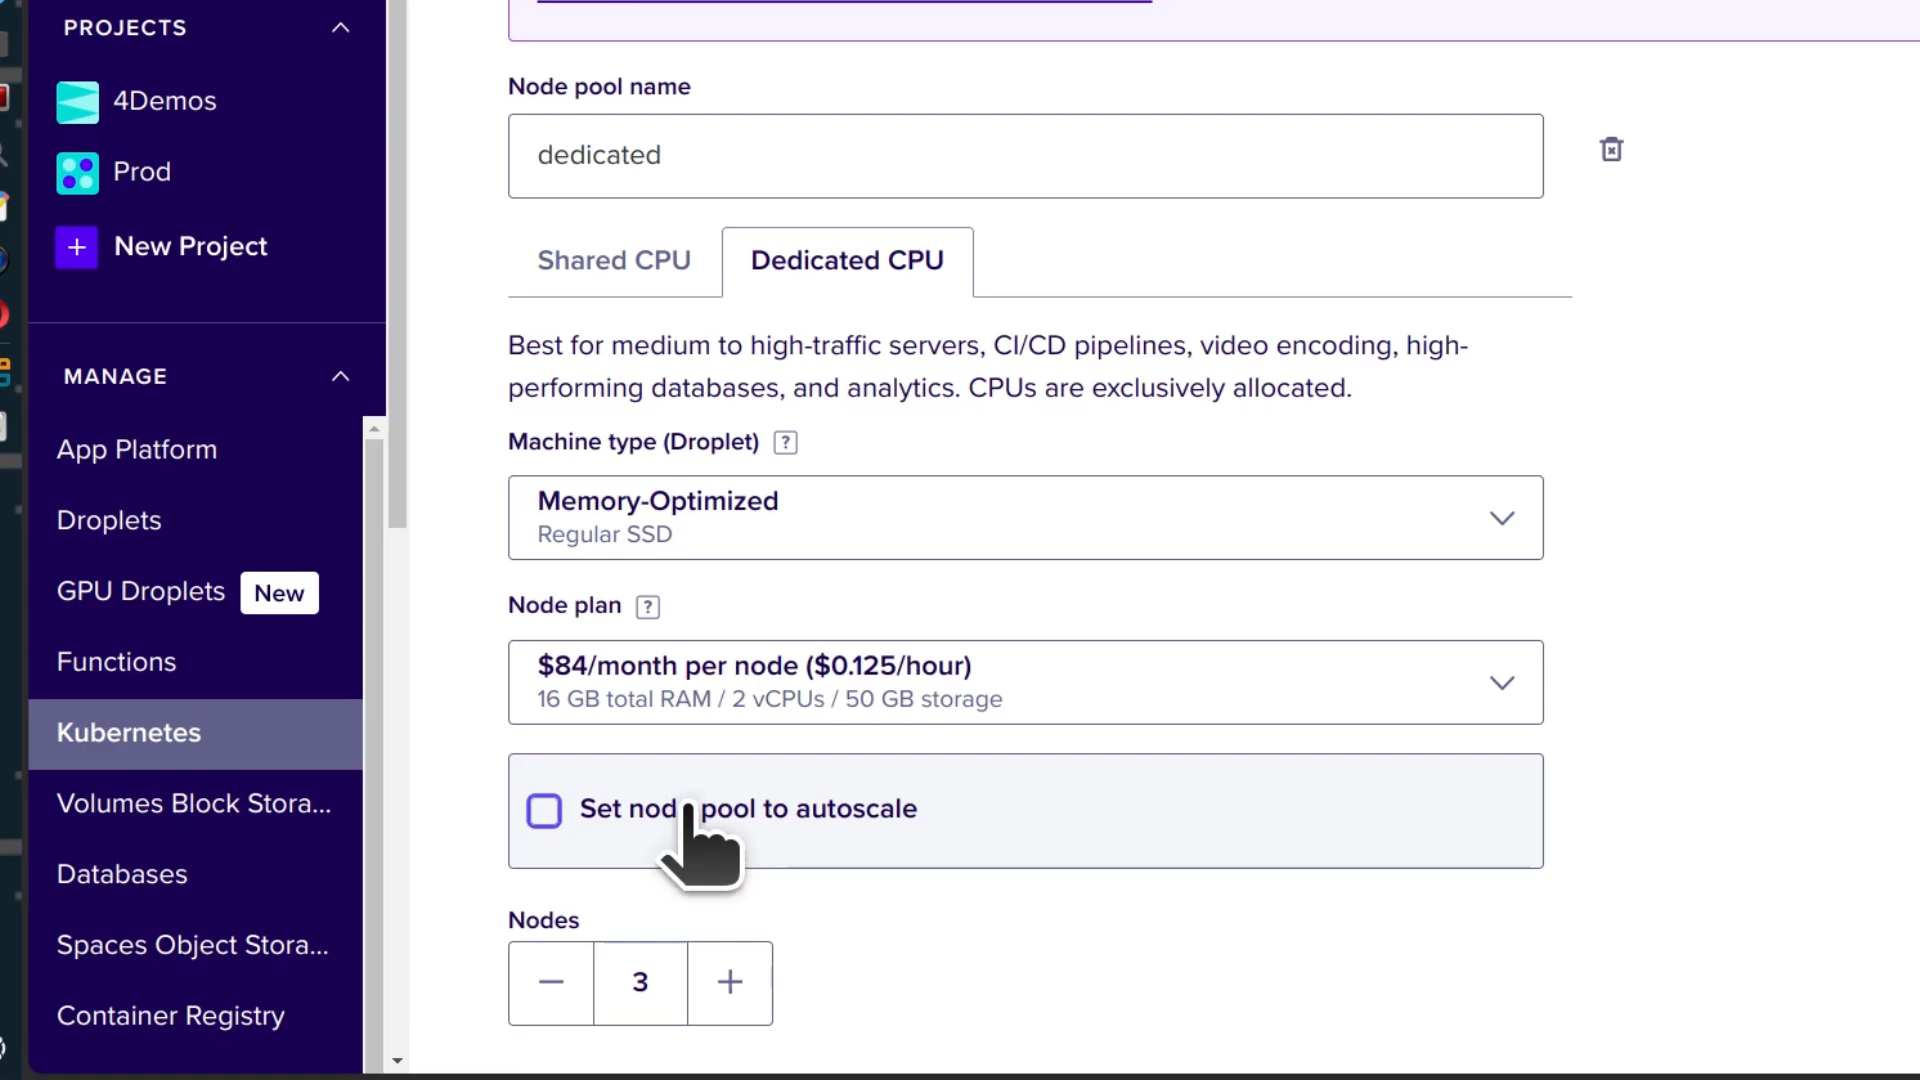 PROJECTS
4Demos
Prod
+ New Project
MANAGE
App Platform
Droplets
GPU Droplets New
Functions
Kubernetes
Volumes Block Stora...
Databases
Spaces Object Stora...
Container Registry
Node pool name
dedicated
Shared CPU Dedicated CPU
Best for medium to high-traffic servers, CI/CD pipelines, video encoding, high-
performing databases, and analytics. CPUs are exclusively allocated.
Machine type (Droplet) ?
Memory-Optimized
Regular SSD
Node plan ?
$84/month per node ($0.125/hour)
16 GB total RAM / 2 vCPUs / 50 GB storage
Set node pool to autoscale
Nodes
— 3 +